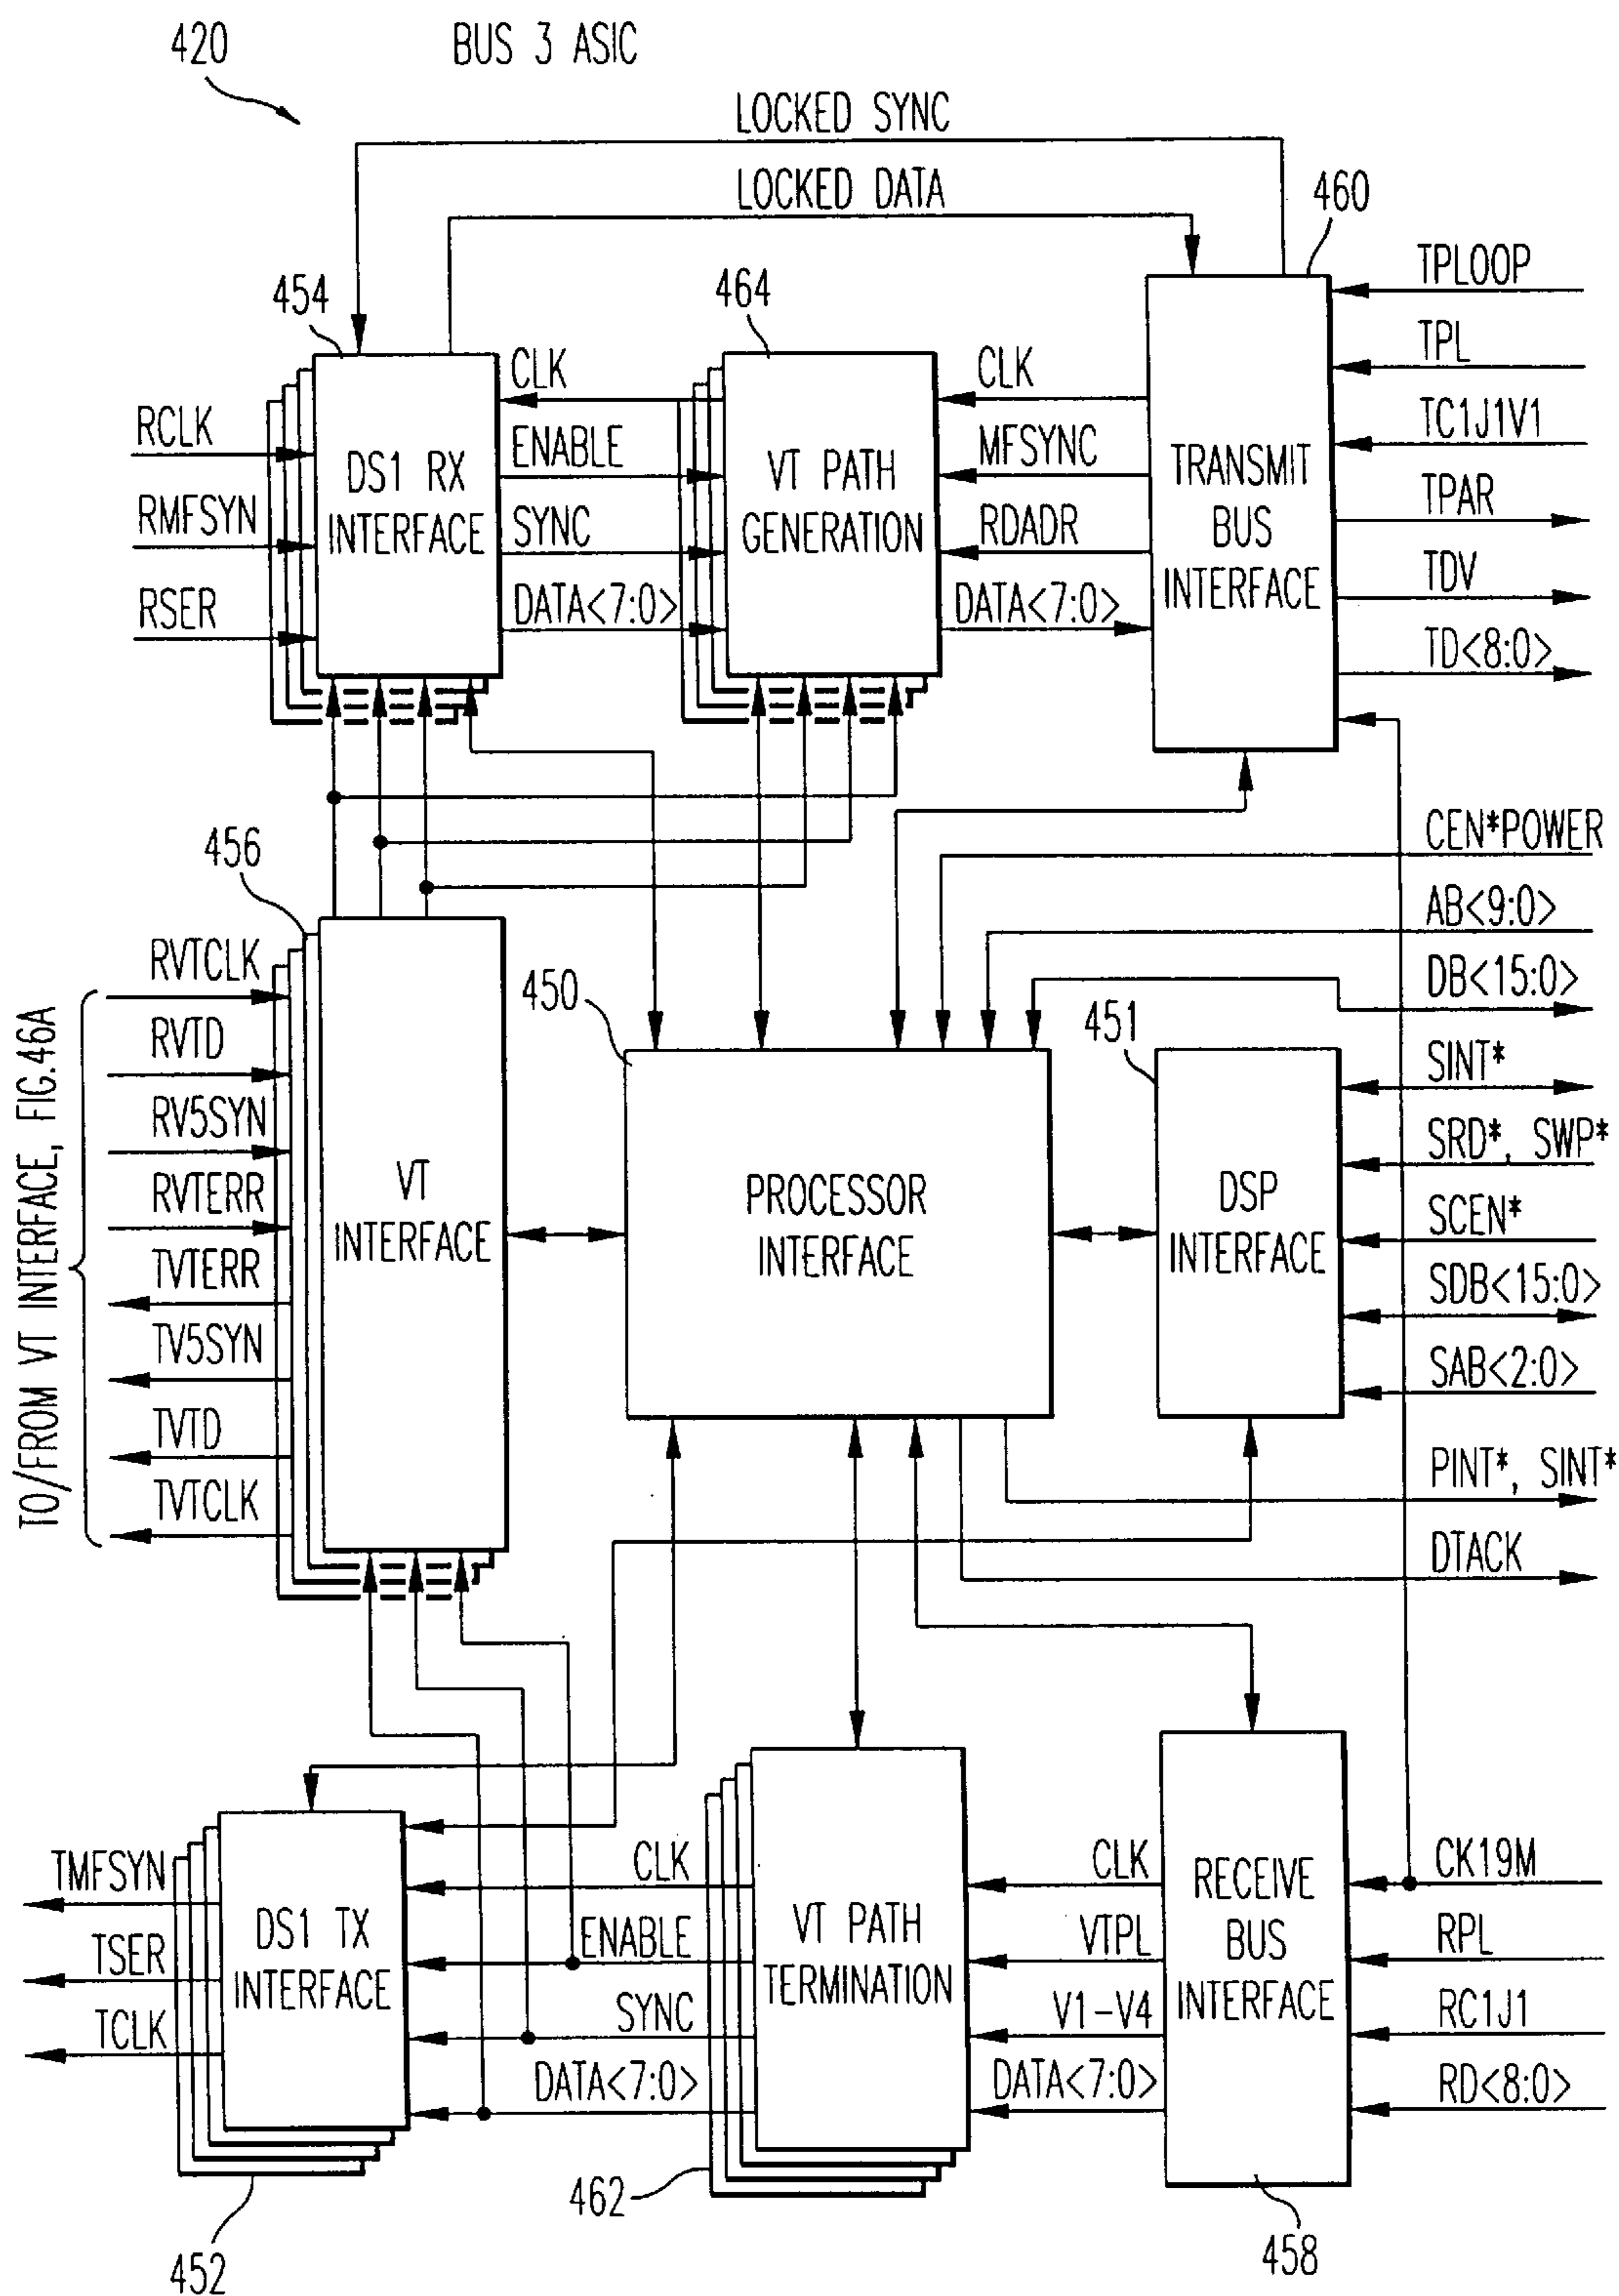 420
BUS 3 ASIC
LOCKED SYNC
LOCKED DATA
460
454
464
TPLOOP
TPL
TC1J1V1
TPAR
TDV
TD<8:0>
RCLK
RMFSYN
RSER
DS1 RX
INTERFACE
CLK
ENABLE
SYNC
DATA<7:0>
VT PATH
GENERATION
CLK
MFSYNC
RDADR
DATA<7:0>
TRANSMIT
BUS
INTERFACE
CEN*POWER
AB<9:0>
DB<15:0>
456
450
451
TO/FROM VT INTERFACE, FIG.46A
RVTCLK
RVTD
RV5SYN
RVTERR
TVTERR
TV5SYN
TVTD
TVTCLK
VT
INTERFACE
PROCESSOR
INTERFACE
DSP
INTERFACE
SINT*
SRD*, SWP*
SCEN*
SDB<15:0>
SAB<2:0>
PINT*, SINT*
DTACK
TMFSYN
TSER
TCLK
DS1 TX
INTERFACE
CLK
ENABLE
SYNC
DATA<7:0>
VT PATH
TERMINATION
CLK
VTPL
V1-V4
DATA<7:0>
RECEIVE
BUS
INTERFACE
CK19M
RPL
RC1J1
RD<8:0>
452
462
458